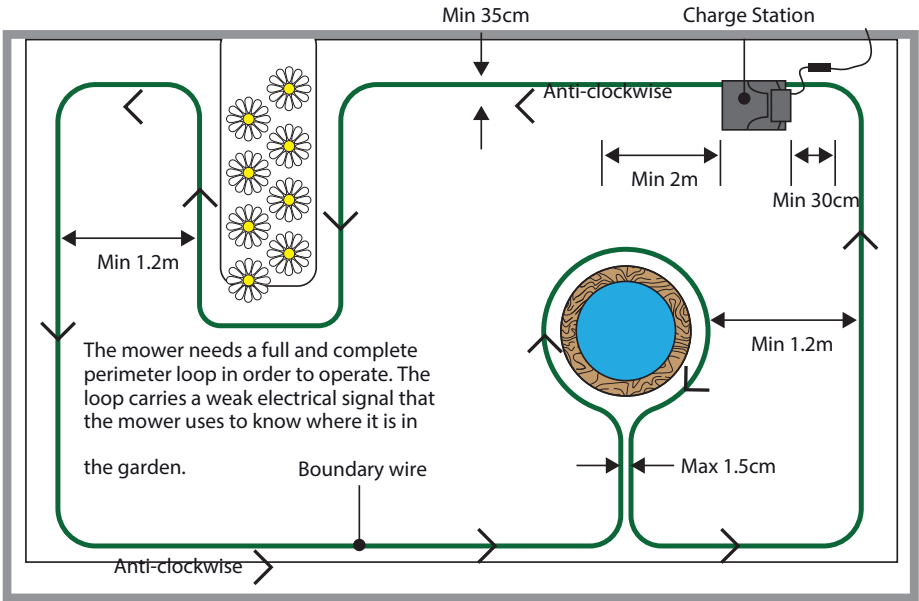 Min 35cm
Charge Station
Anti-clockwise
Min 2m
Min 30cm
Min 1.2m
Min 1.2m
The mower needs a full and complete
perimeter loop in order to operate. The
loop carries a weak electrical signal that
the mower uses to know where it is in
the garden.
Boundary wire
Max 1.5cm
Anti-clockwise